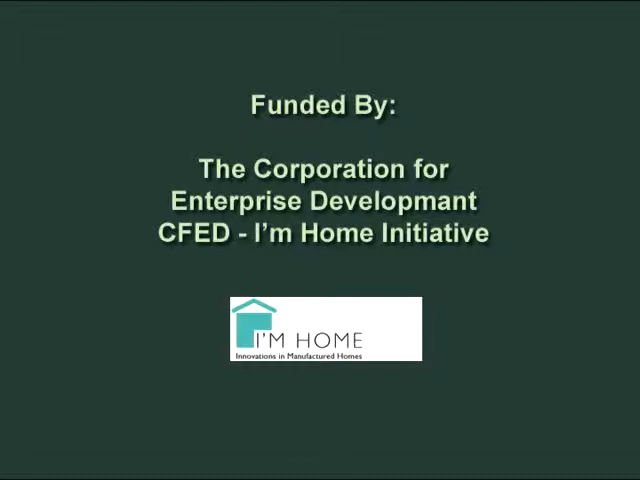 Funded By:
The Corporation for
Enterprise Developmant
CFED - I'm Home Initiative
I'M HOME
Innovations in Manufactured Homes